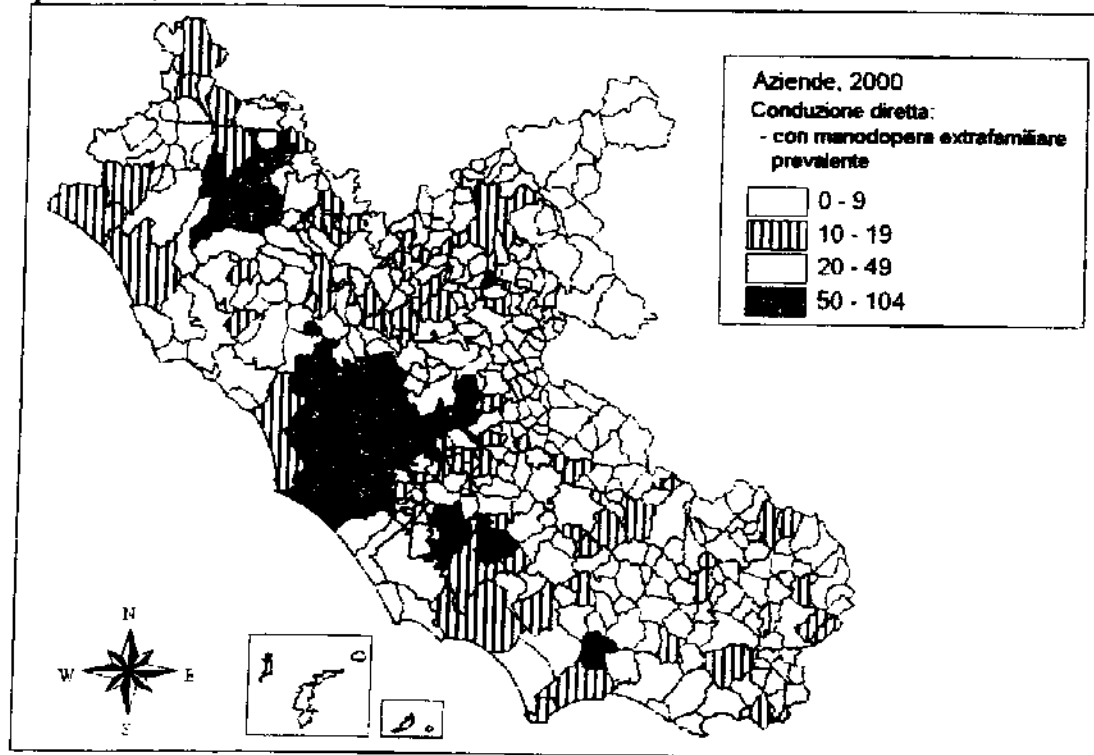 Aziende, 2000
Conduzione diretta:
- con manodopera extrafamiliare
prevalente
0 - 9
10 - 19
20 - 49
50 - 104
N
W E
S